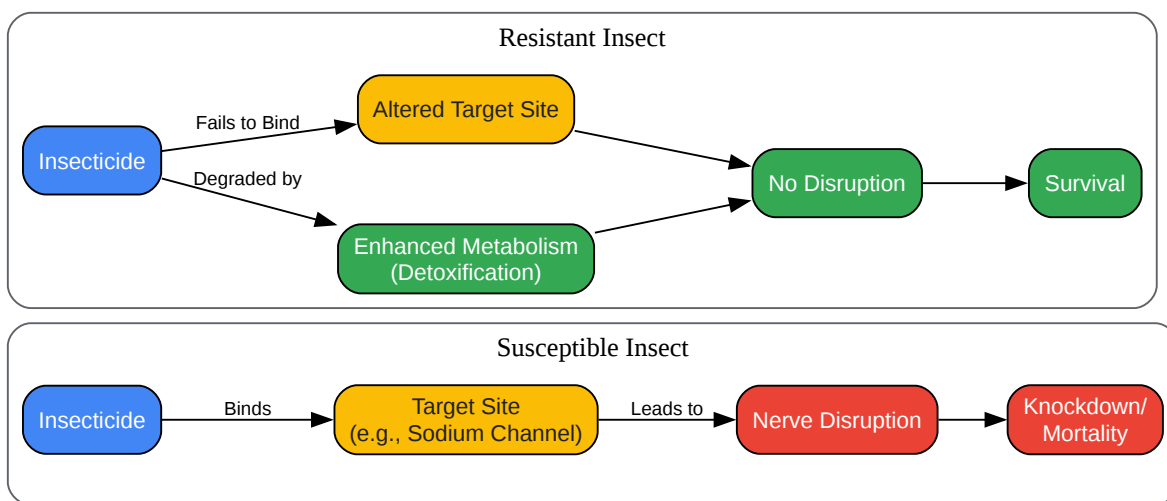 Resistant Insect
Altered Target Site
Fails to Bind
Insecticide
Degraded by
No Disruption
Survival
Enhanced Metabolism
(Detoxification)
Susceptible Insect
Insecticide
Binds
Target Site
(e.g., Sodium Channel)
Leads to
Nerve Disruption
Knockdown/
Mortality